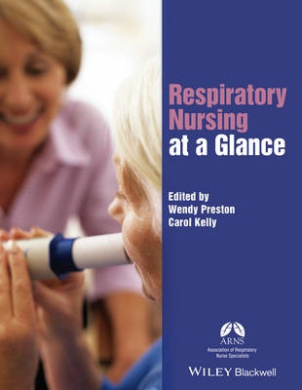 Respiratory
Nursing
at a Glance
Edited by
Wendy Preston
Carol Kelly
ARNS
Association of Respiratory
Nurse Specialists
WILEY Blackwell